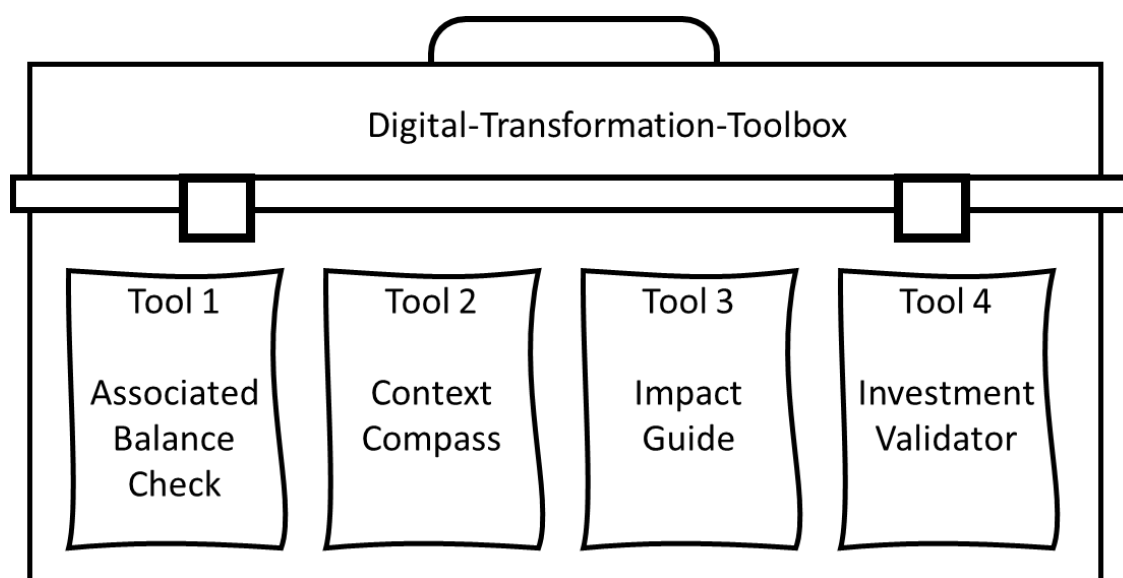 Digital-Transformation-Toolbox
Tool 1
Associated
Balance
Check
Tool 2
Context
Compass
Tool 3
Impact
Guide
Tool 4
Investment
Validator